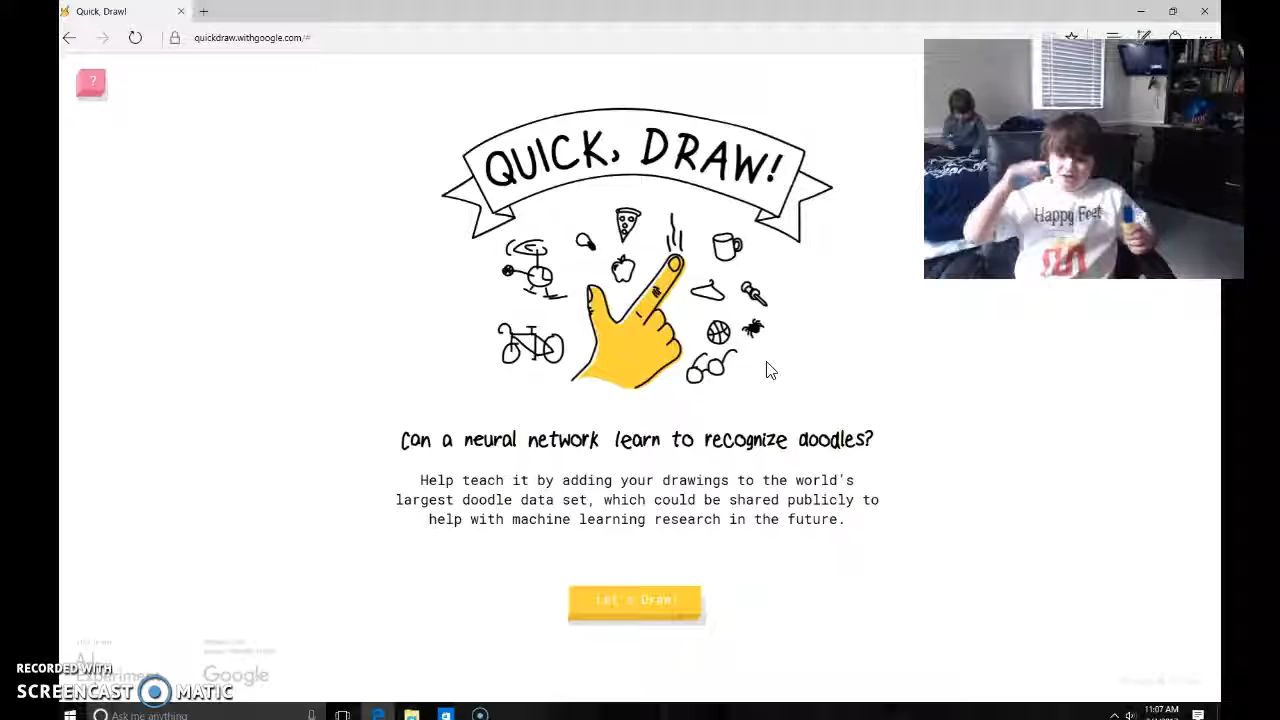 Quick, Draw!
quickdraw.withgoogle.com/#
?
QUICK, DRAW!
Happy Feet
Can a neural network learn to recognize doodles?
Help teach it by adding your drawings to the world's
largest doodle data set, which could be shared publicly to
help with machine learning research in the future.
Let's Draw!
A.I.
Experiment
Google
RECORDED WITH
SCREENCAST MATIC
Ask me anything
11:07 AM